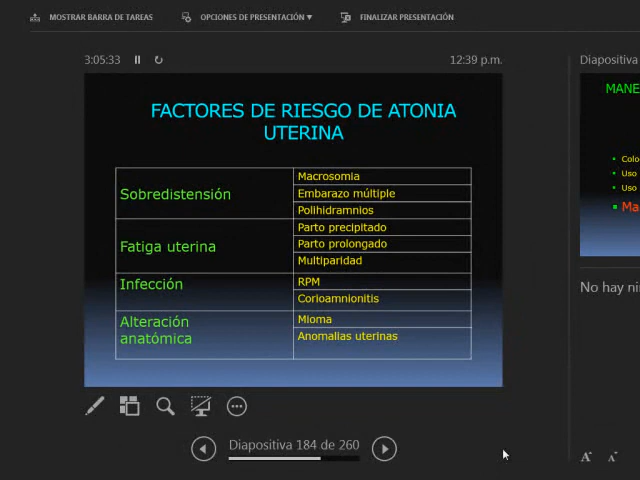 MOSTRAR BARRA DE TAREAS
OPCIONES DE PRESENTACIÓN ▼
FINALIZAR PRESENTACIÓN
3:05:33
12:39 p.m.
Diapositiva
FACTORES DE RIESGO DE ATONIA
UTERINA
Sobredistensión
Macrosomia
Embarazo múltiple
Polihidramnios
Fatiga uterina
Parto precipitado
Parto prolongado
Multiparidad
Infección
RPM
Corioamnionitis
Alteración
anatómica
Mioma
Anomalías uterinas
MANE
Colo
Uso
Uso
Ma
No hay ni
Diapositiva 184 de 260
A A